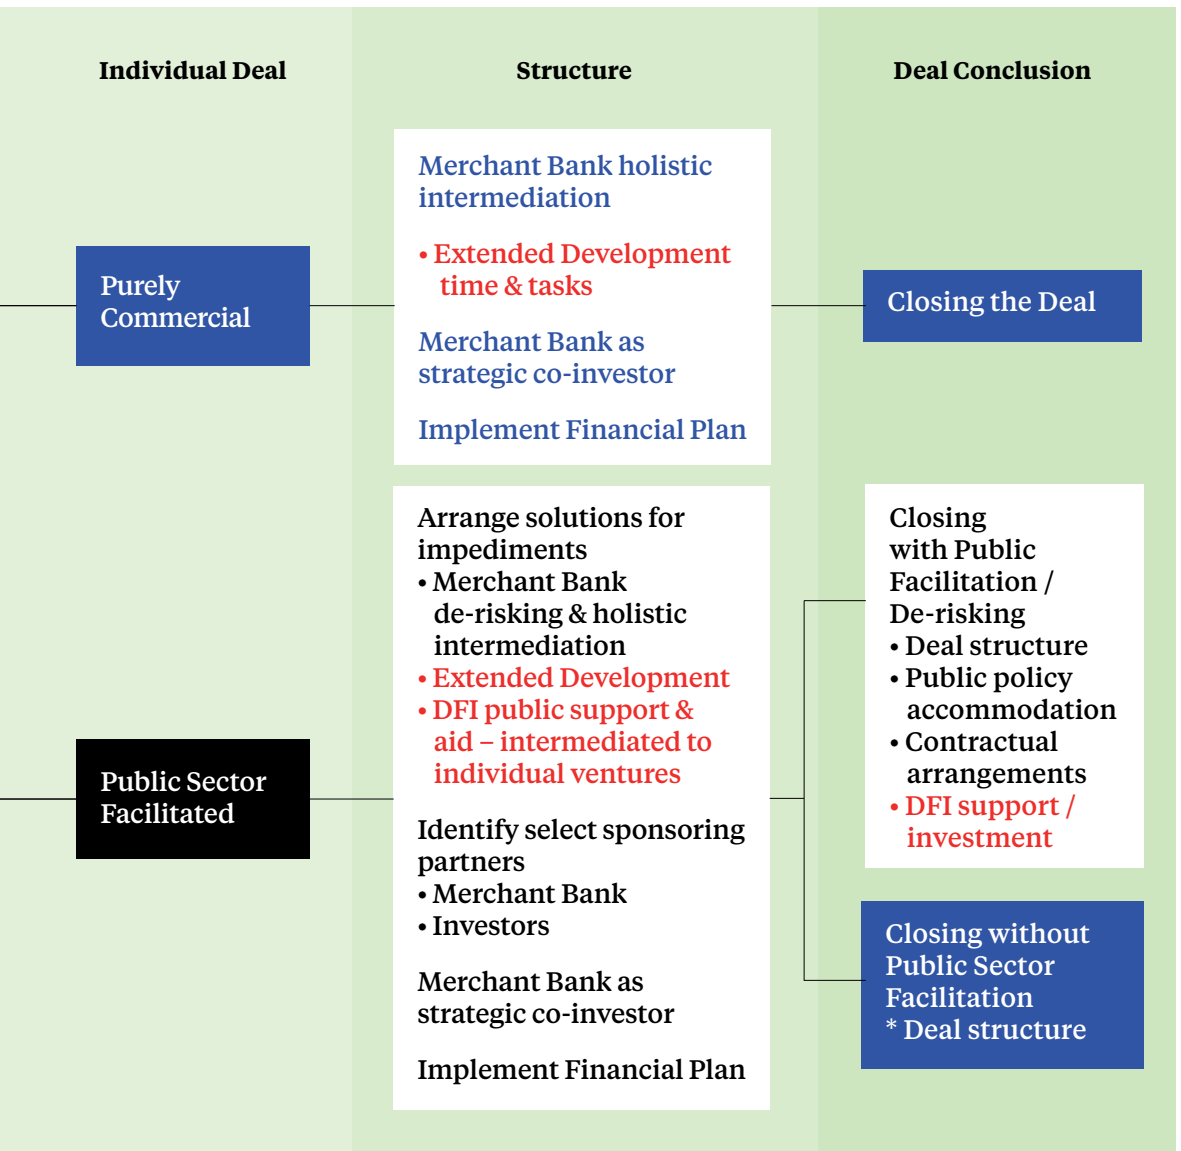 Individual Deal
Structure
Deal Conclusion
Purely
Commercial
Merchant Bank holistic
intermediation
• Extended Development
time & tasks
Merchant Bank as
strategic co-investor
Implement Financial Plan
Closing the Deal
Public Sector
Facilitated
Arrange solutions for
impediments
• Merchant Bank
de-risking & holistic
intermediation
• Extended Development
• DFI public support &
aid – intermediated to
individual ventures
Identify select sponsoring
partners
• Merchant Bank
• Investors
Merchant Bank as
strategic co-investor
Implement Financial Plan
Closing
with Public
Facilitation /
De-risking
• Deal structure
• Public policy
accommodation
• Contractual
arrangements
• DFI support /
investment
Closing without
Public Sector
Facilitation
* Deal structure